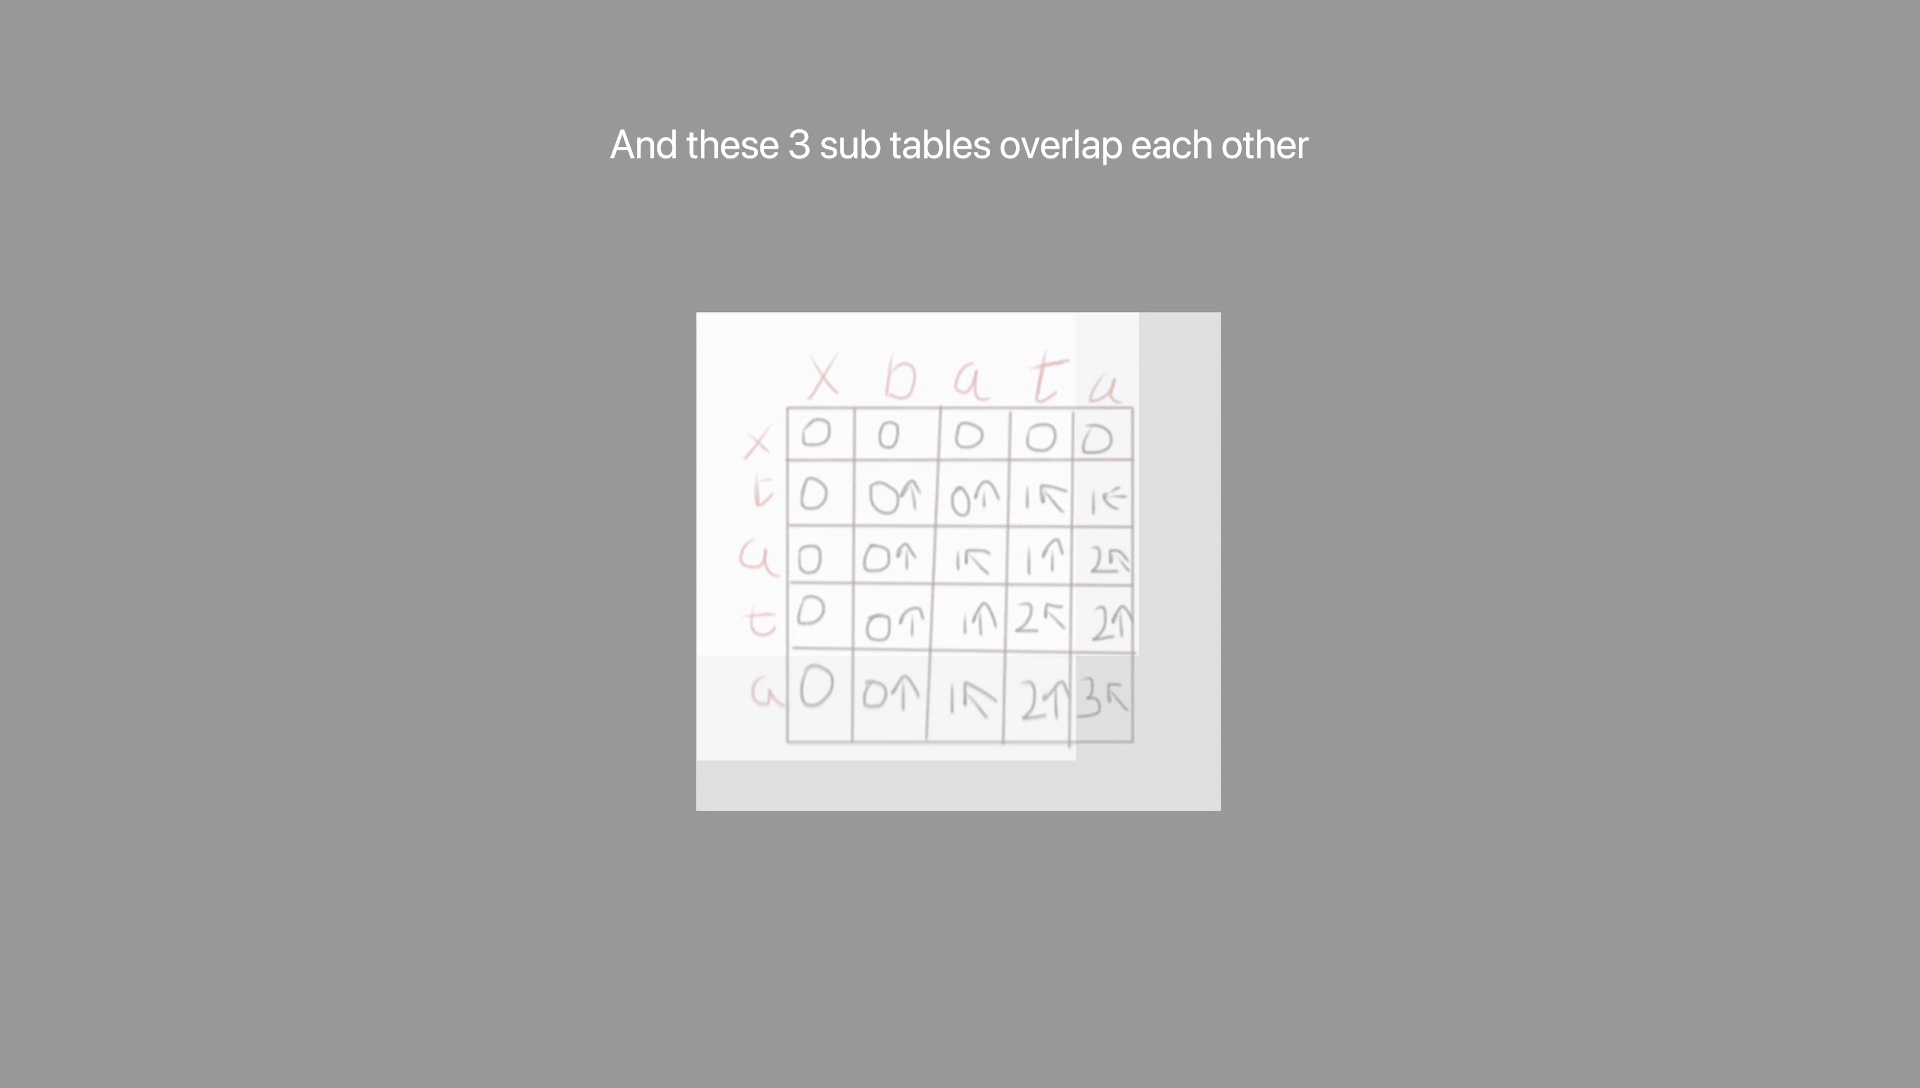 And these 3 sub tables overlap each other
x b a t a
x 0 0 0 0 0
t 0 0↑ 0↑ 1↖ 1←
a 0 0↑ 1↖ 1↑ 2↖
t 0 0↑ 1↑ 2↖ 2↑
a 0 0↑ 1↖ 2↑ 3↖